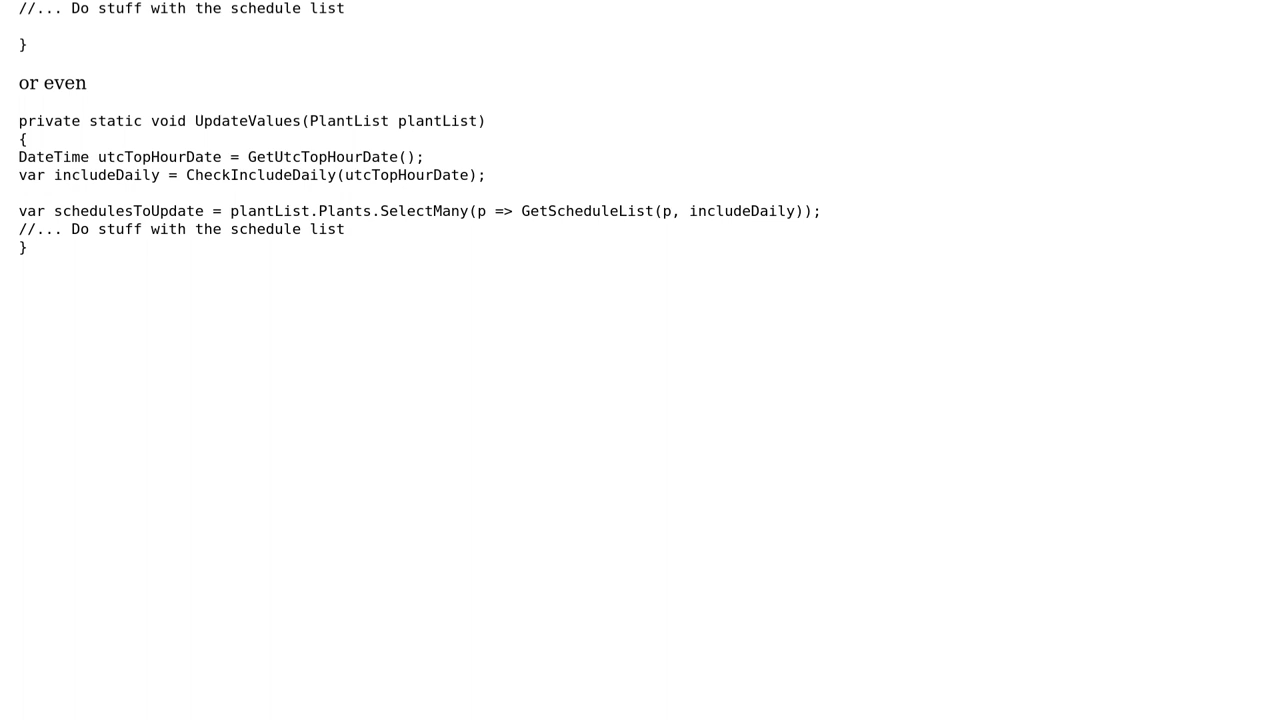 //... Do stuff with the schedule list
}
or even
private static void UpdateValues(PlantList plantList)
{
DateTime utcTopHourDate = GetUtcTopHourDate();
var includeDaily = CheckIncludeDaily(utcTopHourDate);
var schedulesToUpdate = plantList.Plants.SelectMany(p => GetScheduleList(p, includeDaily));
//... Do stuff with the schedule list
}